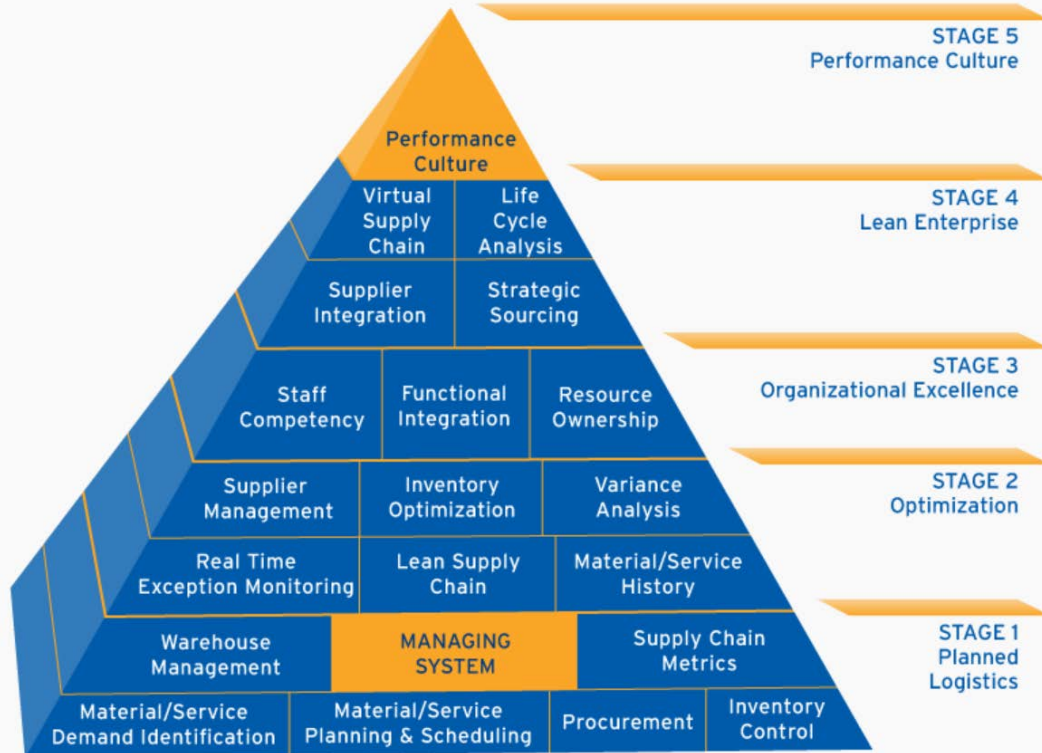 STAGE 5
Performance Culture
Performance
Culture
STAGE 4
Lean Enterprise
Virtual
Supply
Chain
Life
Cycle
Analysis
Supplier
Integration
Strategic
Sourcing
STAGE 3
Organizational Excellence
Staff
Competency
Functional
Integration
Resource
Ownership
STAGE 2
Optimization
Supplier
Management
Inventory
Optimization
Variance
Analysis
Real Time
Exception Monitoring
Lean Supply
Chain
Material/Service
History
STAGE 1
Planned
Logistics
Warehouse
Management
MANAGING
SYSTEM
Supply Chain
Metrics
Material/Service
Demand Identification
Material/Service
Planning & Scheduling
Procurement
Inventory
Control